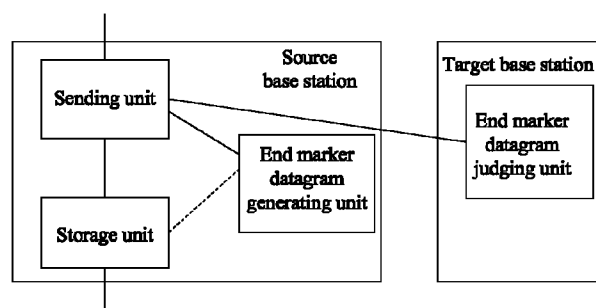 Source
base station
Sending unit
End marker
datagram
generating unit
Storage unit
Target base station
End marker
datagram
judging unit